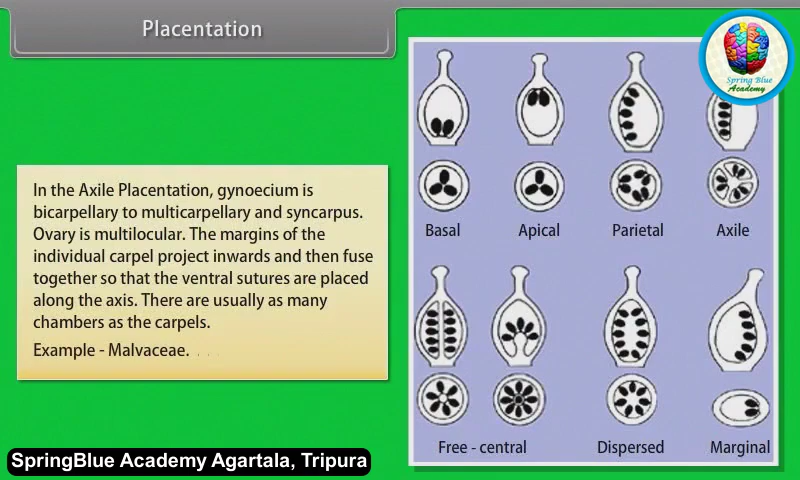 Placentation
Spring Blue
Academy
In the Axile Placentation, gynoecium is
bicarpellary to multicarpellary and syncarpus.
Ovary is multilocular. The margins of the
individual carpel project inwards and then fuse
together so that the ventral sutures are placed
along the axis. There are usually as many
chambers as the carpels.
Example - Malvaceae.
Basal Apical Parietal Axile
Free - central Dispersed Marginal
SpringBlue Academy Agartala, Tripura